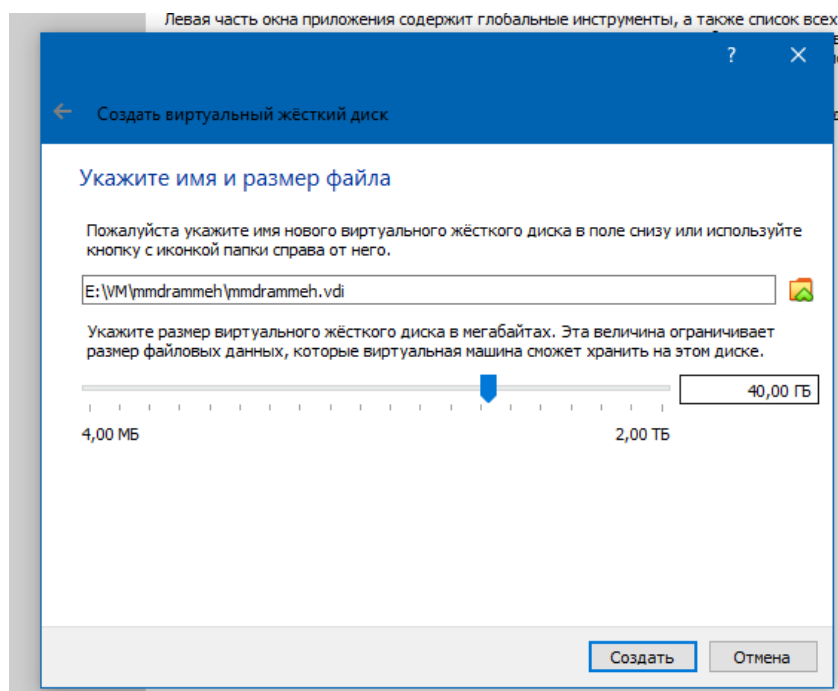 Левая часть окна приложения содержит глобальные инструменты, а также список всех
?
Создать виртуальный жёсткий диск
Укажите имя и размер файла
Пожалуйста укажите имя нового виртуального жёсткого диска в поле снизу или используйте
кнопку с иконкой папки справа от него.
E:\VM\mmdrammeh\mmdrammeh.vdi
Укажите размер виртуального жёсткого диска в мегабайтах. Эта величина ограничивает
размер файловых данных, которые виртуальная машина сможет хранить на этом диске.
40,00 ГБ
4,00 МБ 2,00 ТБ
Создать Отмена